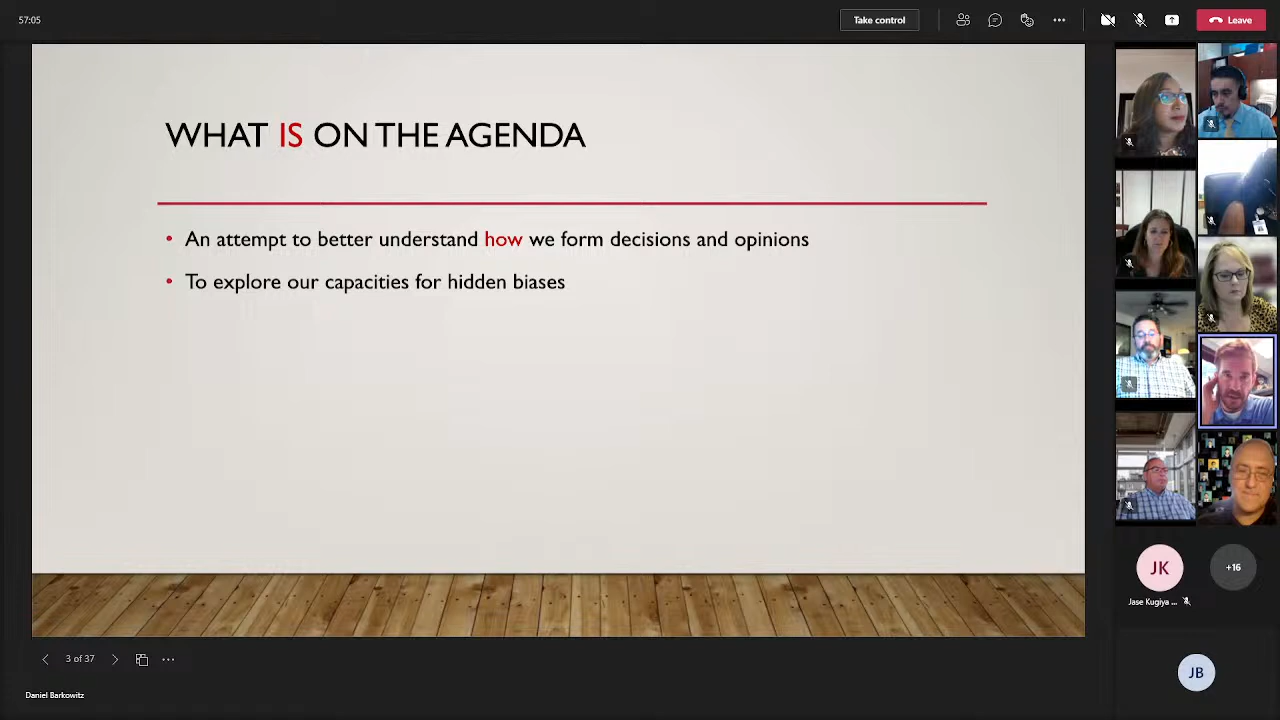 57:05
Take control
Leave
WHAT IS ON THE AGENDA
• An attempt to better understand how we form decisions and opinions
• To explore our capacities for hidden biases
JK
+16
Jase Kugiya ...
3 of 37
JB
Daniel Barkowitz